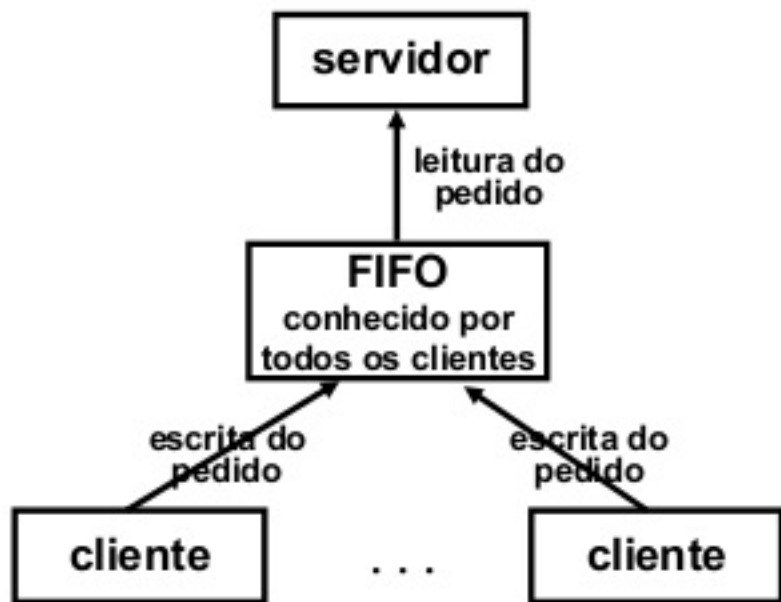 servidor
leitura do
pedido
FIFO
conhecido por
todos os clientes
escrita do
pedido
escrita do
pedido
cliente
. . .
cliente